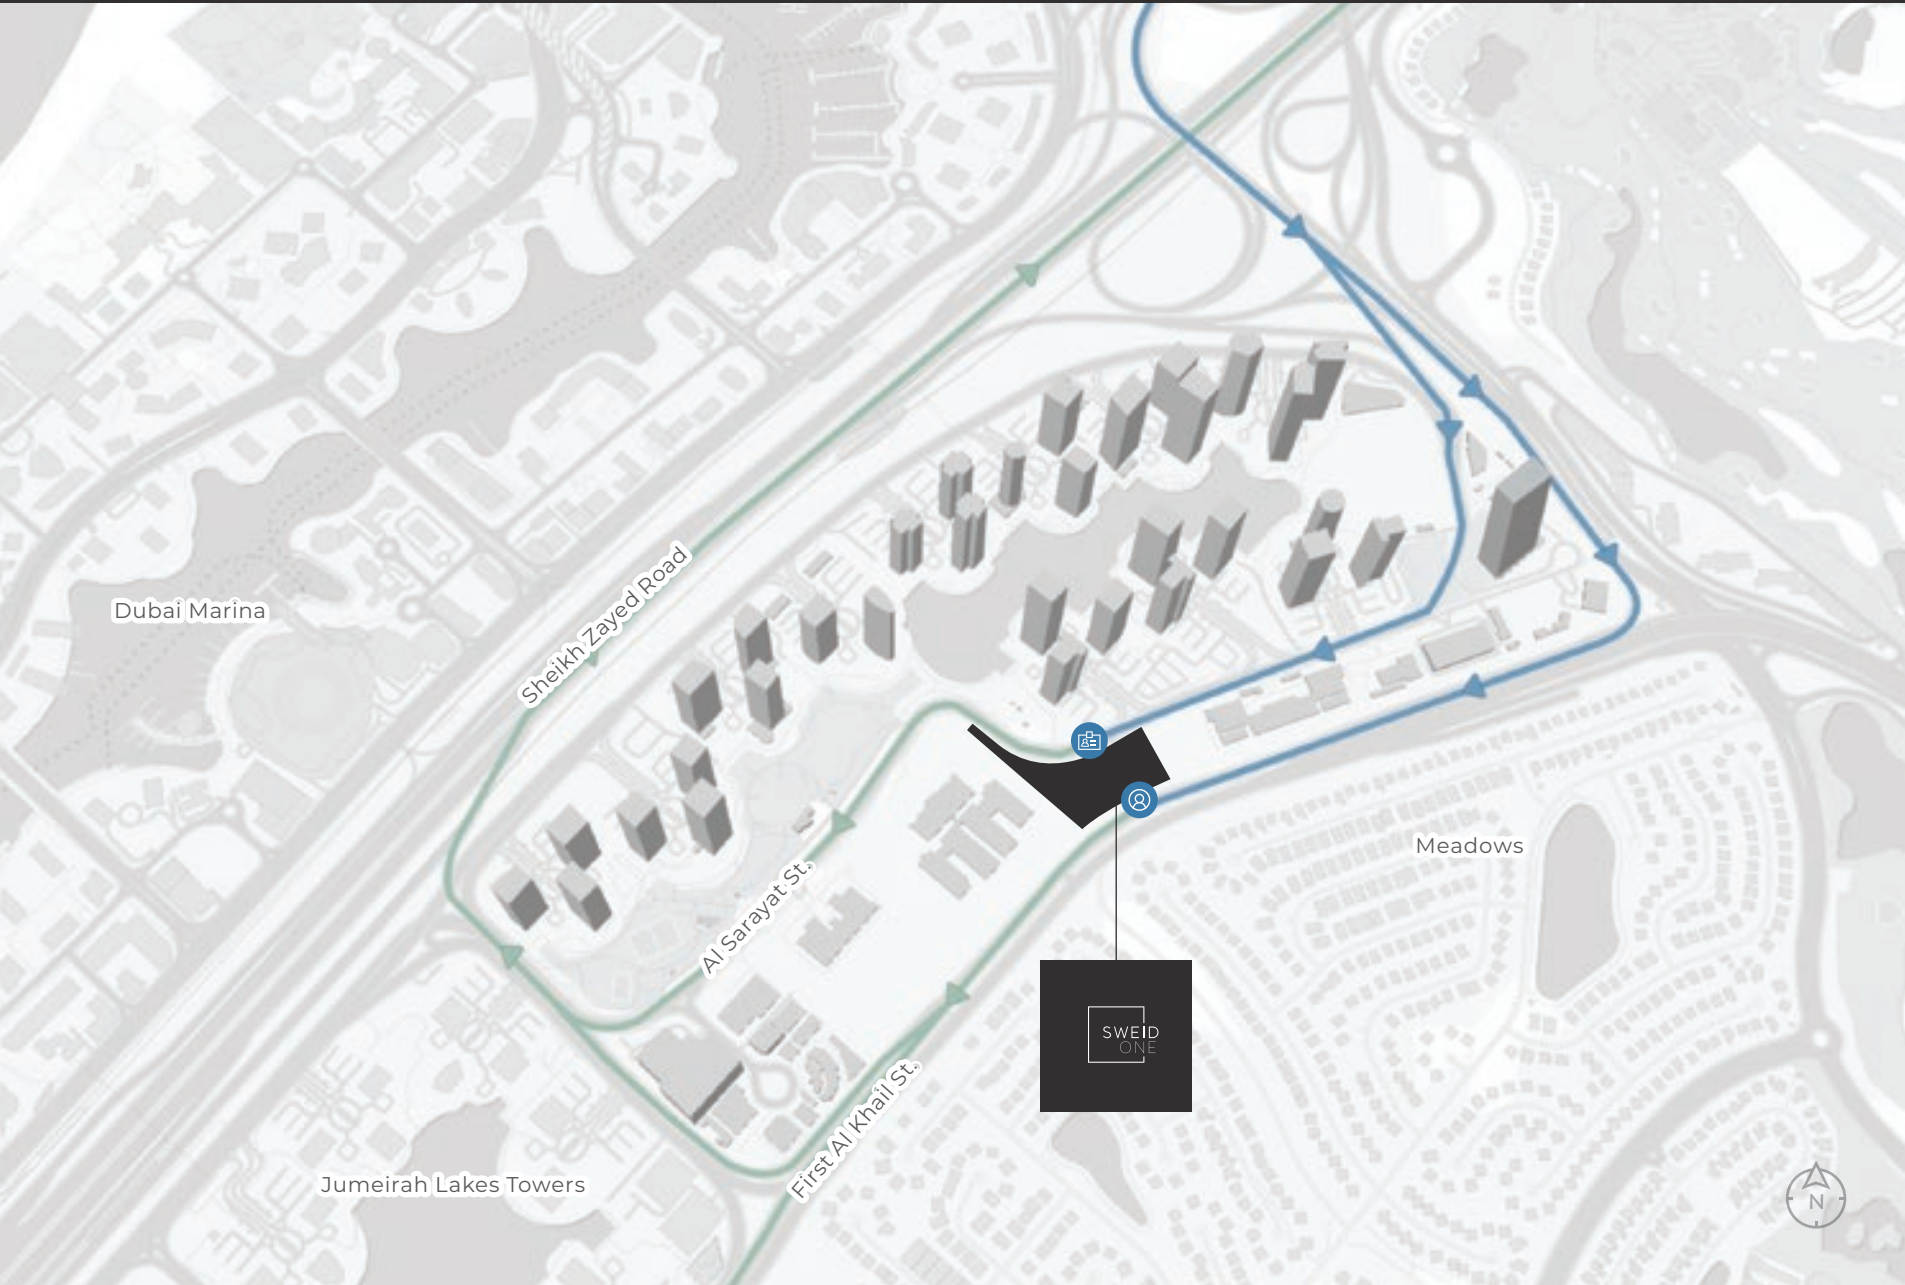 Sheikh Zayed Road
Dubai Marina
Al Sarayat St.
Meadows
SWEID
ONE
First Al Khail St.
Jumeirah Lakes Towers
N